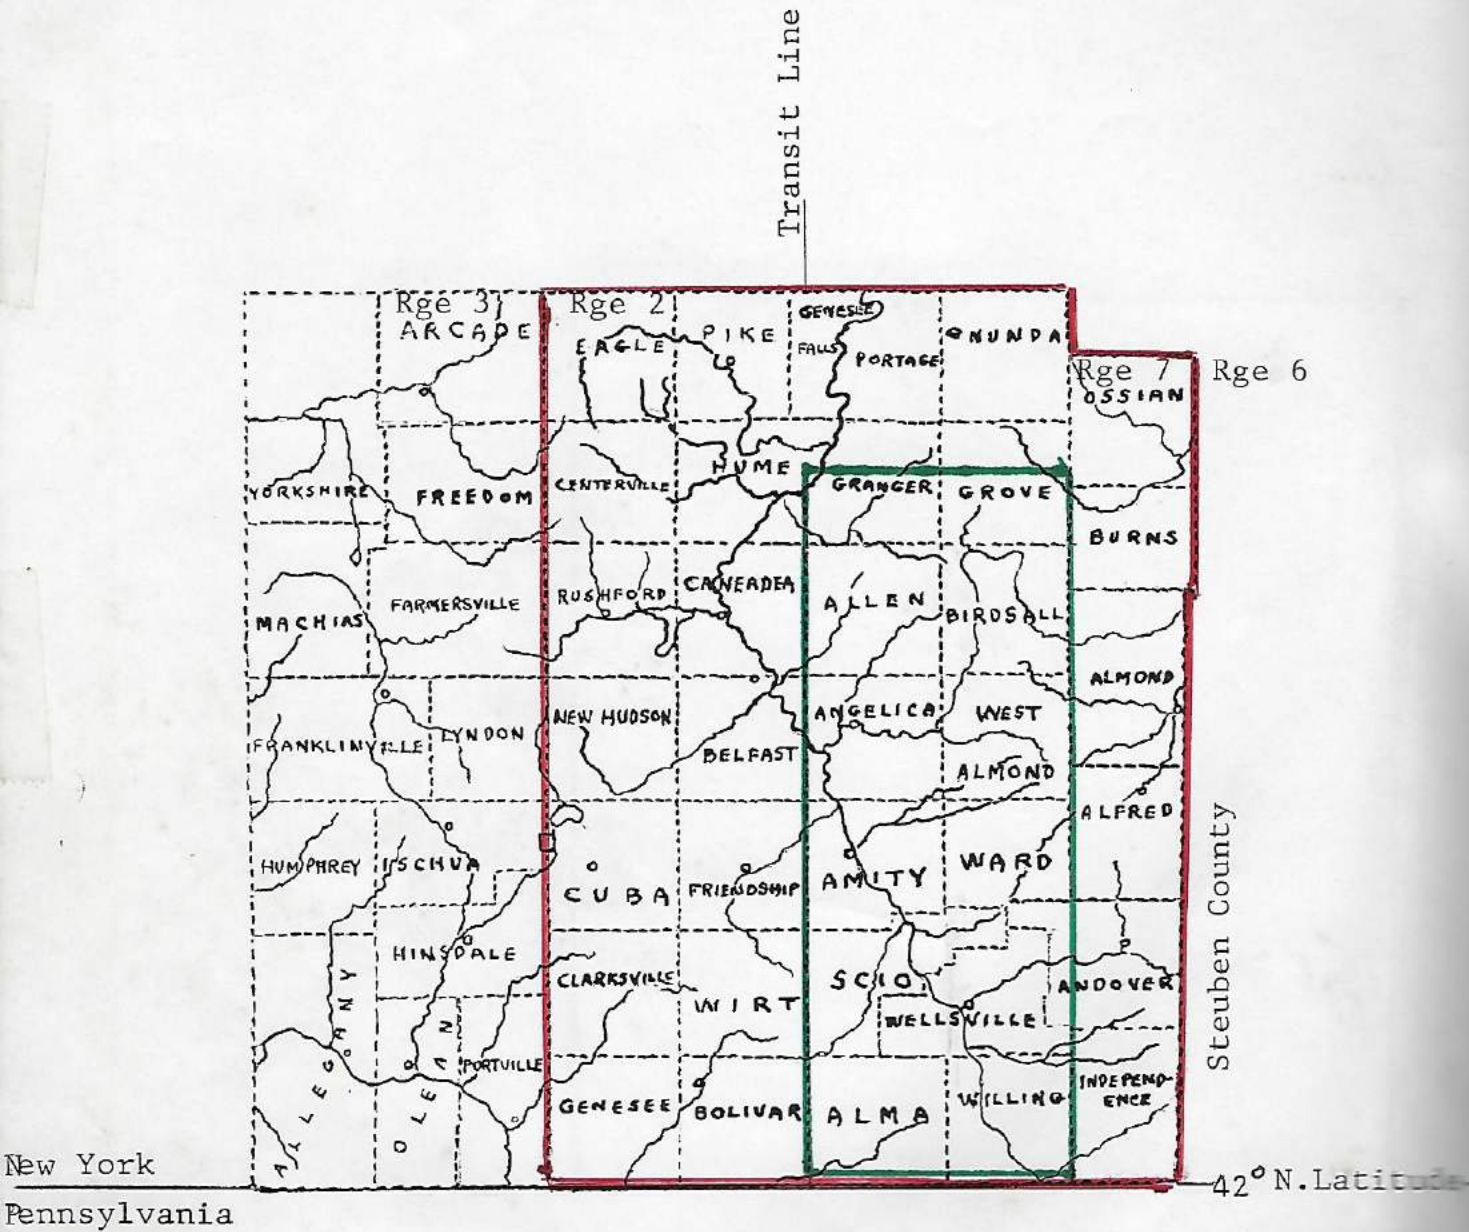 Transit Line
Rge 3
Rge 2
ARCADE
EAGLE
PIKE
GENESEE
FALLS
PORTAGE
NUNDA
Rge 7
Rge 6
OSSIAN
YORKSHIRE
FREEDOM
CENTERVILLE
HUME
GRANGER
GROVE
BURNS
MACHIAS
FARMERSVILLE
RUSHFORD
CANEADEA
ALLEN
BIRDSALL
ALMOND
FRANKLINVILLE
LYNDON
NEW HUDSON
BELFAST
ANGELICA
WEST
ALMOND
ALFRED
HUMPHREY
ISCHUA
CUBA
FRIENDSHIP
AMITY
WARD
Steuben County
HINSDALE
CLARKSVILLE
WIRT
SCIO
ANDOVER
WELLSVILLE
ALLEGANY
OLEAN
PORTVILLE
GENESEE
BOLIVAR
ALMA
WILLING
INDEPEND-
ENCE
New York
42° N. Latitude
Pennsylvania